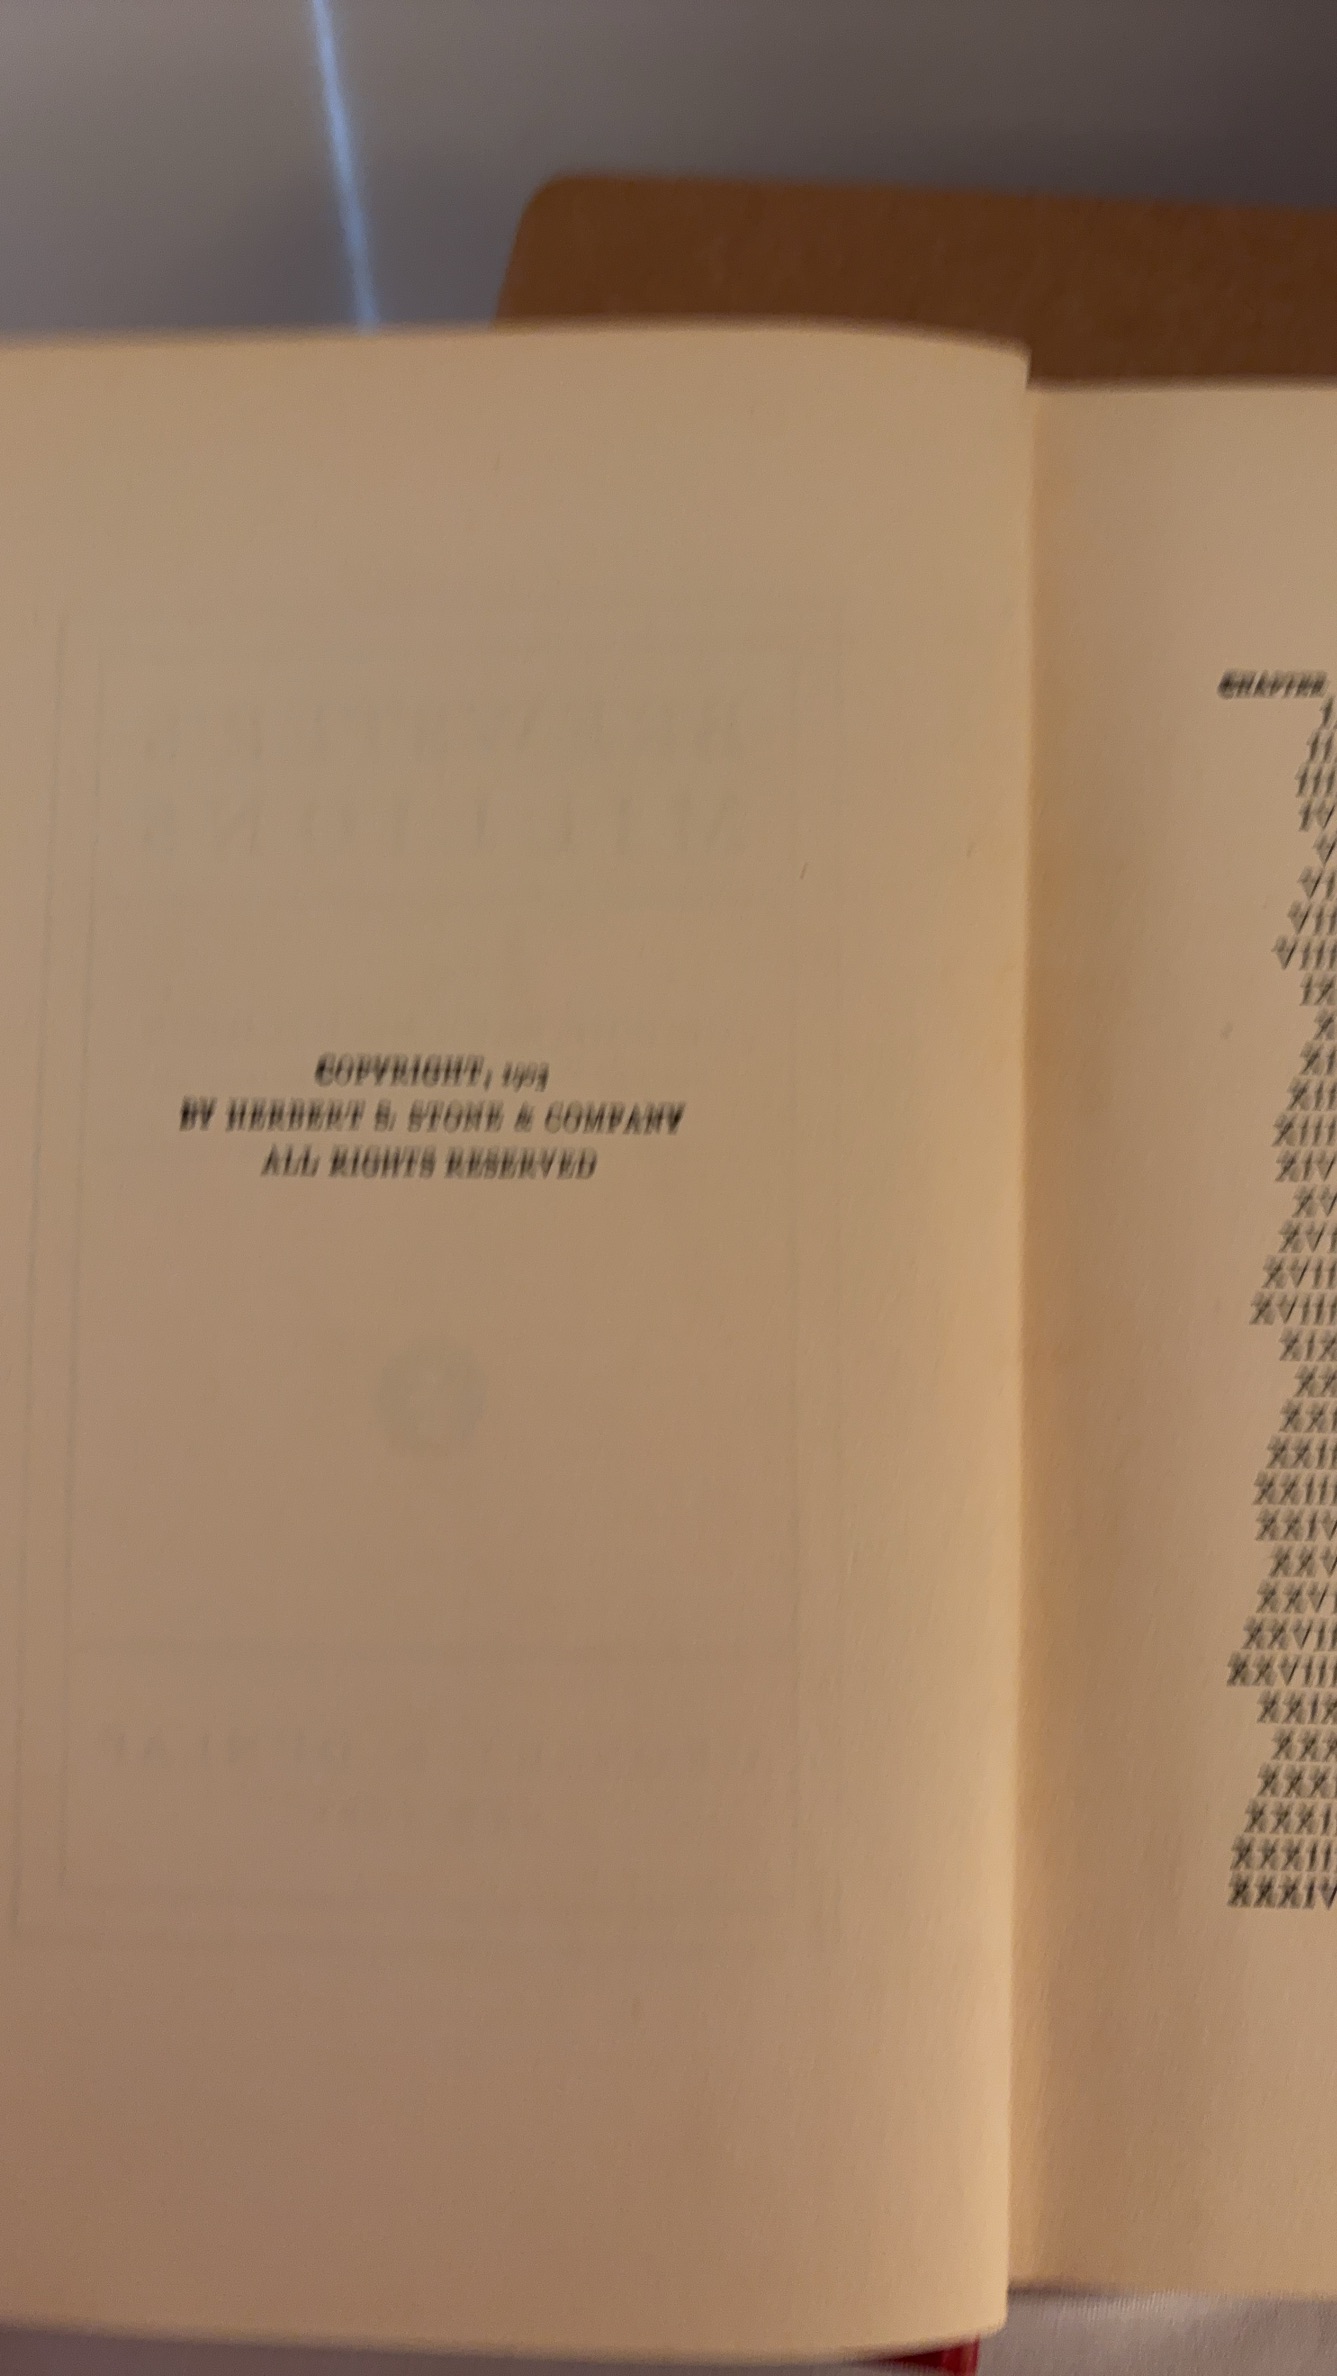 COPYRIGHT, 1903
BY HERBERT S. STONE & COMPANY
ALL RIGHTS RESERVED
CHAPTER
I
II
III
IV
V
VI
VII
VIII
IX
X
XI
XII
XIII
XIV
XV
XVI
XVII
XVIII
XIX
XX
XXI
XXII
XXIII
XXIV
XXV
XXVI
XXVII
XXVIII
XXIX
XXX
XXXI
XXXII
XXXIII
XXXIV